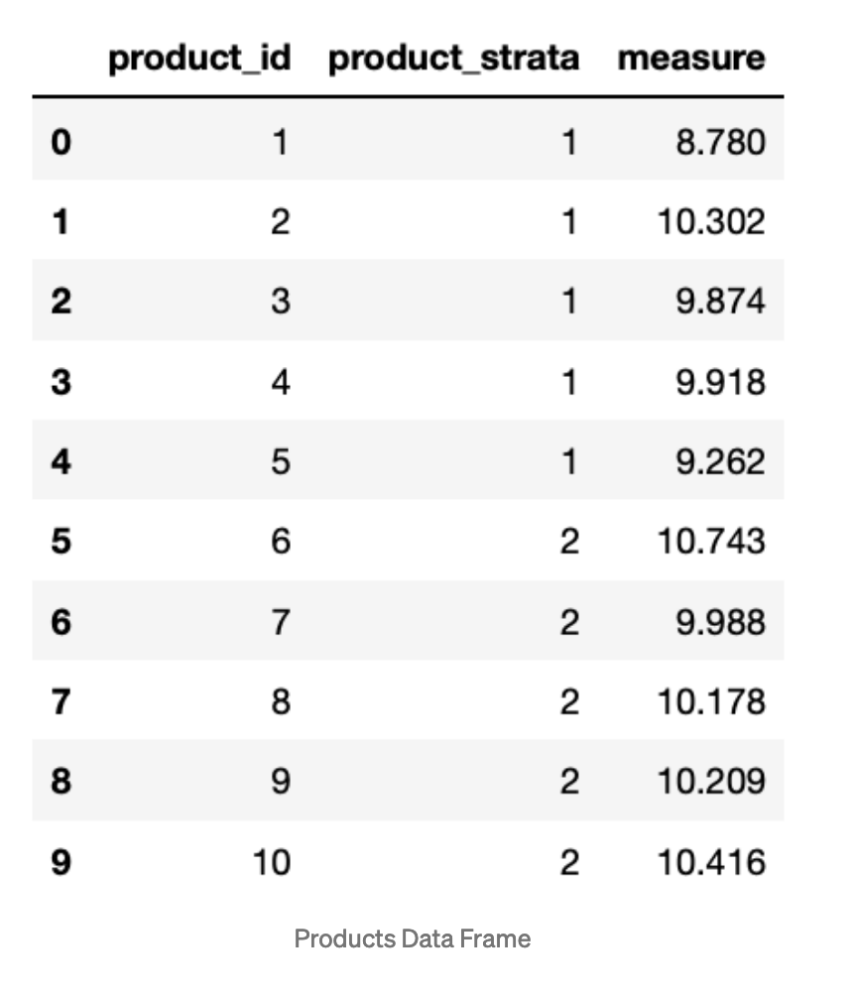 product_id product_strata measure
0 1 1 8.780
1 2 1 10.302
2 3 1 9.874
3 4 1 9.918
4 5 1 9.262
5 6 2 10.743
6 7 2 9.988
7 8 2 10.178
8 9 2 10.209
9 10 2 10.416
Products Data Frame